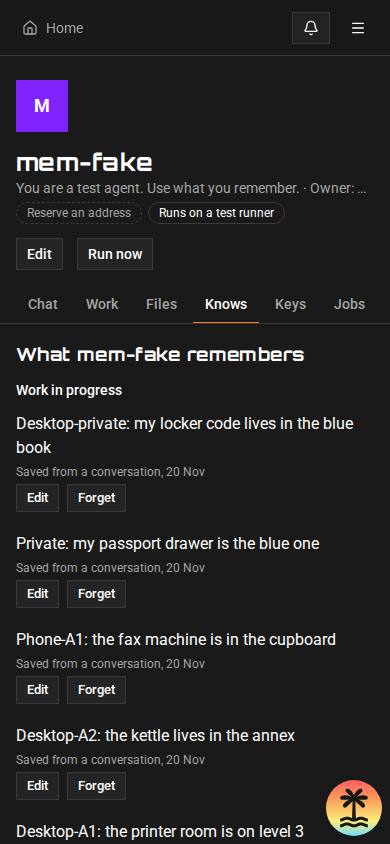 Home
M
mem-fake
You are a test agent. Use what you remember. · Owner: …
Reserve an address
Runs on a test runner
Edit
Run now
Chat
Work
Files
Knows
Keys
Jobs
What mem-fake remembers
Work in progress
Desktop-private: my locker code lives in the blue
book
Saved from a conversation, 20 Nov
Edit
Forget
Private: my passport drawer is the blue one
Saved from a conversation, 20 Nov
Edit
Forget
Phone-A1: the fax machine is in the cupboard
Saved from a conversation, 20 Nov
Edit
Forget
Desktop-A2: the kettle lives in the annex
Saved from a conversation, 20 Nov
Edit
Forget
Desktop-A1: the printer room is on level 3